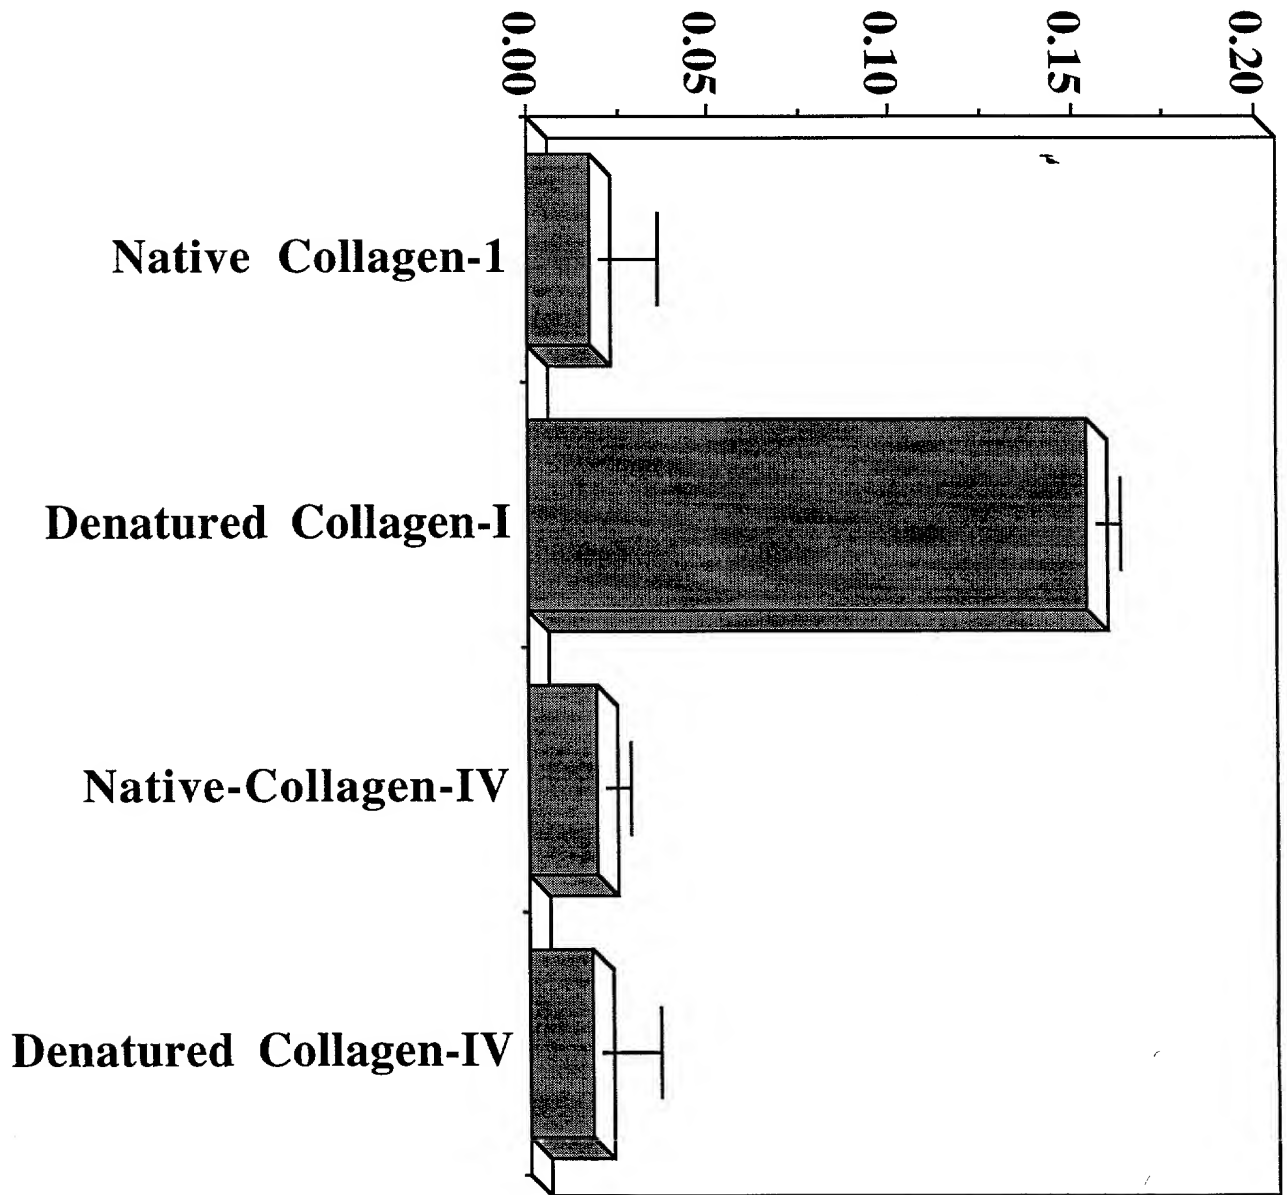 0.00
0.05
0.10
0.15
0.20
Native Collagen-1
Denatured Collagen-I
Native-Collagen-IV
Denatured Collagen-IV